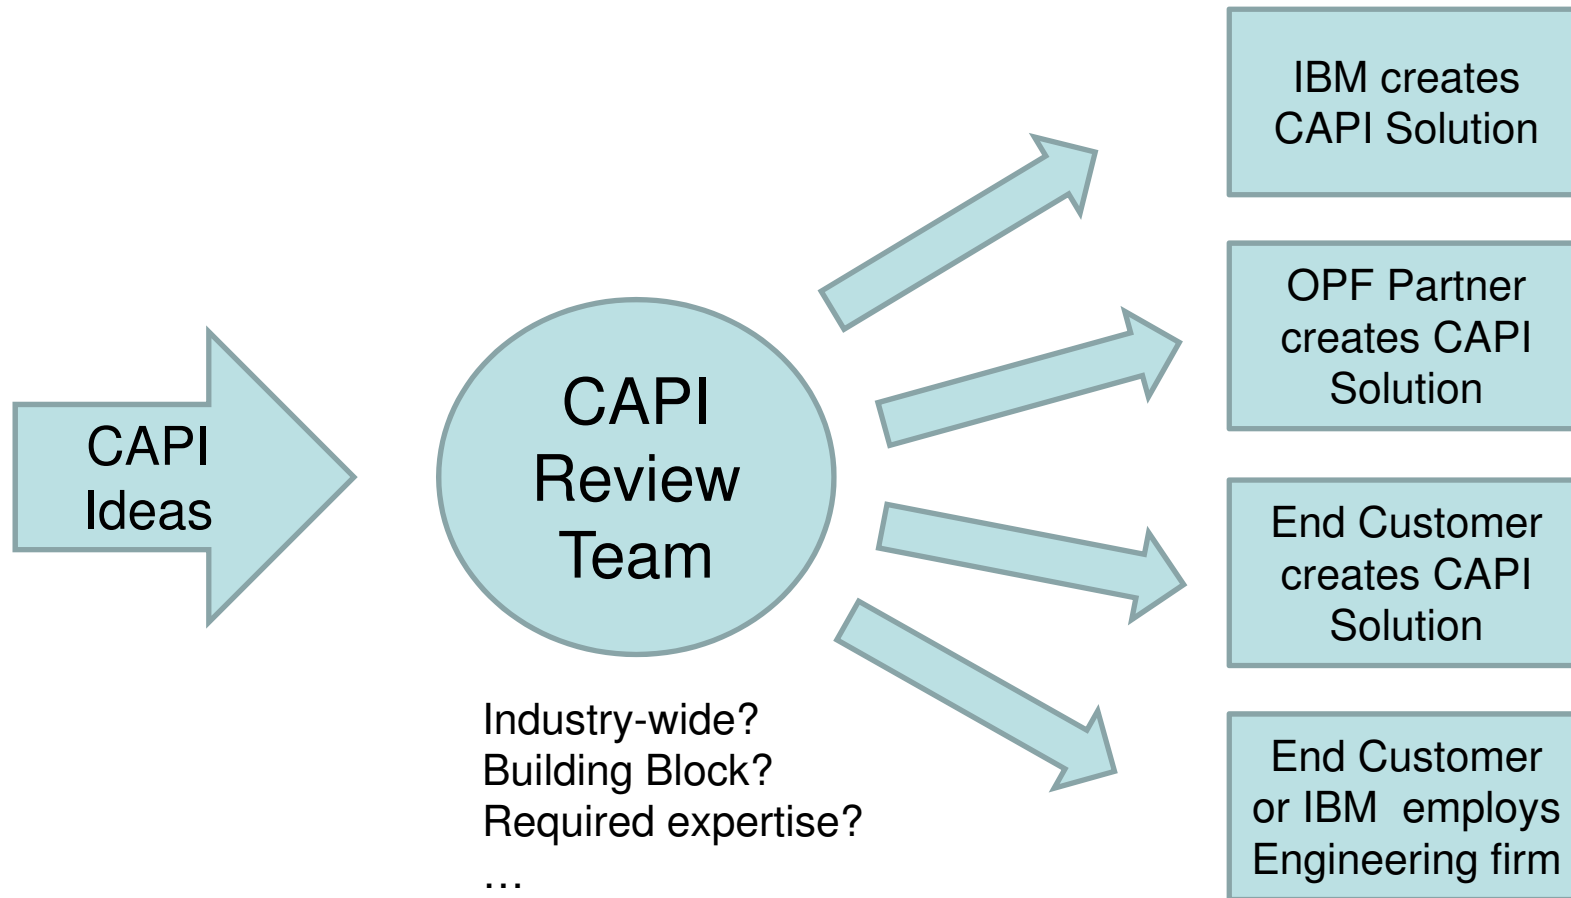 CAPI
Ideas
CAPI
Review
Team
Industry-wide?
Building Block?
Required expertise?
…
IBM creates
CAPI Solution
OPF Partner
creates CAPI
Solution
End Customer
creates CAPI
Solution
End Customer
or IBM  employs
Engineering firm